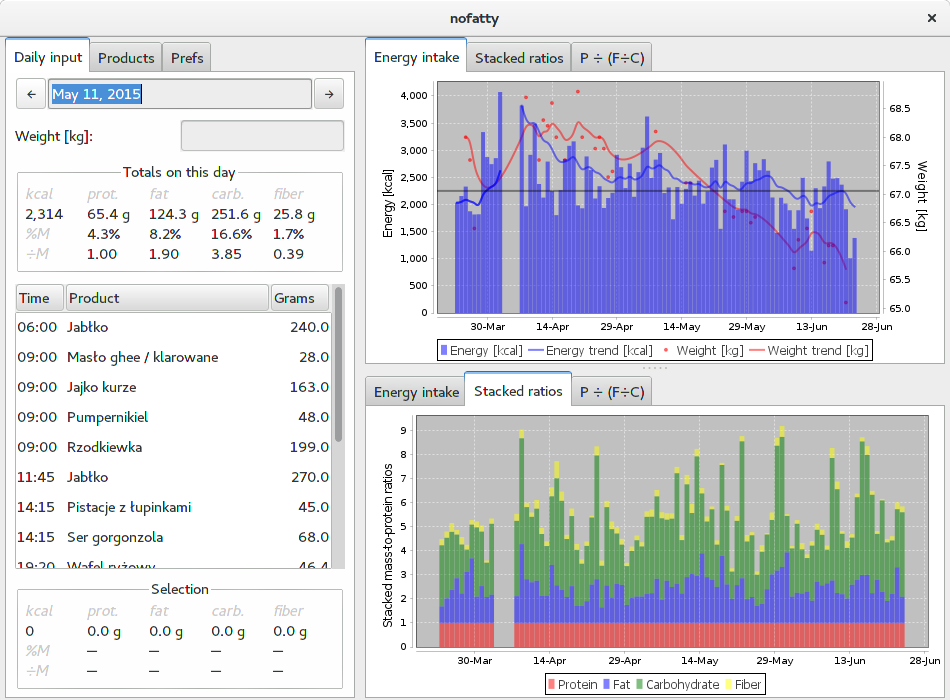 nofatty
Daily input Products Prefs
← May 11, 2015 →
Weight [kg]:
Totals on this day
kcal prot. fat carb. fiber
2,314 65.4 g 124.3 g 251.6 g 25.8 g
%M 4.3% 8.2% 16.6% 1.7%
÷M 1.00 1.90 3.85 0.39
Time Product Grams
06:00 Jabłko 240.0
09:00 Masło ghee / klarowane 28.0
09:00 Jajko kurze 163.0
09:00 Pumpernikiel 48.0
09:00 Rzodkiewka 199.0
11:45 Jabłko 270.0
14:15 Pistacje z łupinkami 45.0
14:15 Ser gorgonzola 68.0
19:20 Wafel ryżowy 46.4
Selection
kcal prot. fat carb. fiber
0 0.0 g 0.0 g 0.0 g 0.0 g
%M — — — —
÷M — — — —
Energy intake Stacked ratios P ÷ (F÷C)
Energy [kcal]
4,000
3,500
3,000
2,500
2,000
1,500
1,000
500
0
68.5
68.0
67.5
67.0
66.5
66.0
65.5
65.0
Weight [kg]
30-Mar 14-Apr 29-Apr 14-May 29-May 13-Jun 28-Jun
Energy [kcal] Energy trend [kcal] Weight [kg] Weight trend [kg]
Energy intake Stacked ratios P ÷ (F÷C)
Stacked mass-to-protein ratios
9
8
7
6
5
4
3
2
1
0
30-Mar 14-Apr 29-Apr 14-May 29-May 13-Jun 28-Jun
Protein Fat Carbohydrate Fiber